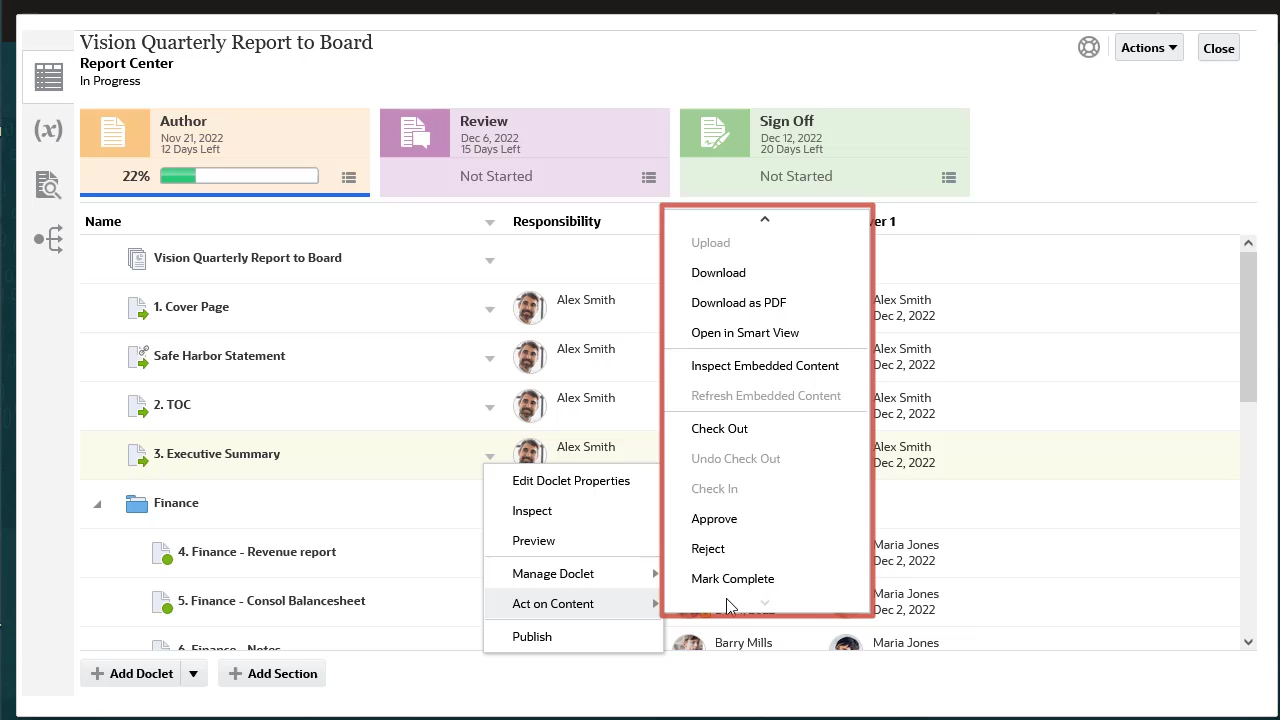 Vision Quarterly Report to Board
Report Center
In Progress
Actions
Close
(x)
Author
Nov 21, 2022
12 Days Left
22%
Review
Dec 6, 2022
15 Days Left
Not Started
Sign Off
Dec 12, 2022
20 Days Left
Not Started
Name
Responsibility
er 1
Vision Quarterly Report to Board
1. Cover Page
Alex Smith
Alex Smith
Dec 2, 2022
Safe Harbor Statement
Alex Smith
Alex Smith
Dec 2, 2022
2. TOC
Alex Smith
Alex Smith
Dec 2, 2022
3. Executive Summary
Alex Smith
Alex Smith
Dec 2, 2022
Finance
4. Finance - Revenue report
Maria Jones
Dec 2, 2022
5. Finance - Consol Balancesheet
Maria Jones
Dec 2, 2022
6. Finance - Notes
Barry Mills
Maria Jones
Edit Doclet Properties
Inspect
Preview
Manage Doclet
Act on Content
Publish
Upload
Download
Download as PDF
Open in Smart View
Inspect Embedded Content
Refresh Embedded Content
Check Out
Undo Check Out
Check In
Approve
Reject
Mark Complete
Add Doclet
Add Section